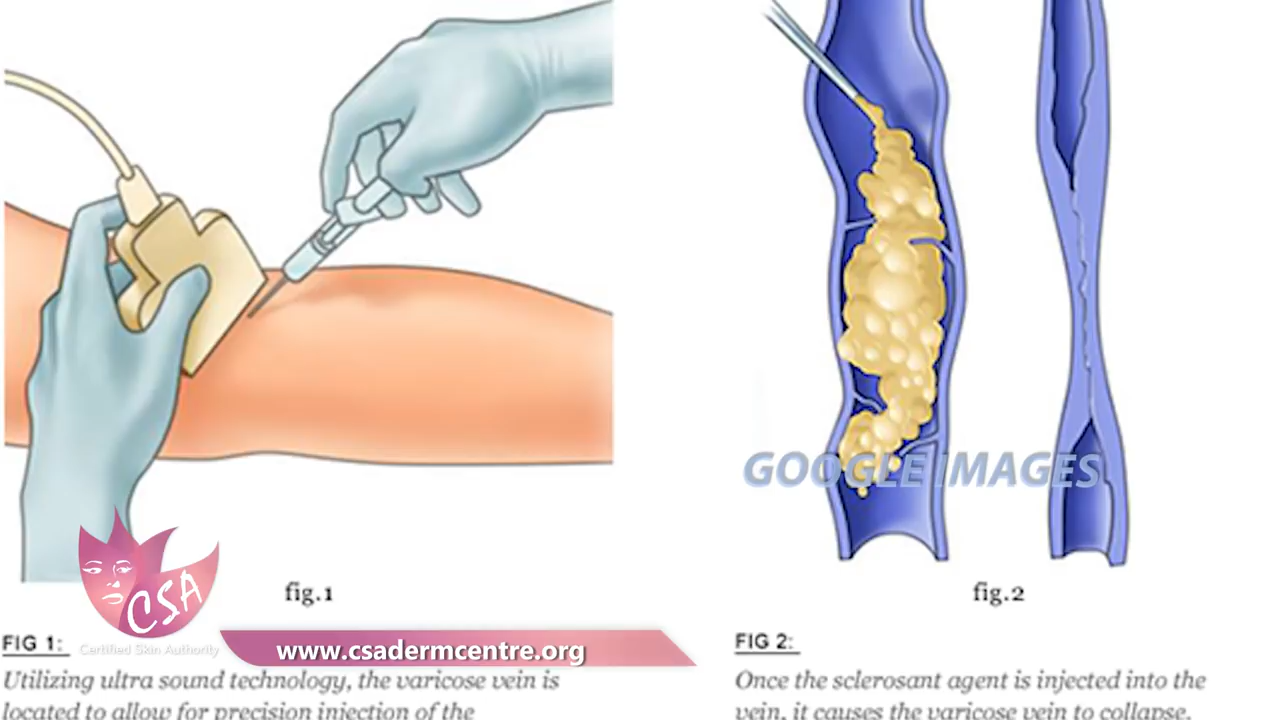 GOOGLE IMAGES
fig.1
fig.2
CSA
Certified Skin Authority
www.csadermcentre.org
FIG 1:
Utilizing ultra sound technology, the varicose vein is
located to allow for precision injection of the
FIG 2:
Once the sclerosant agent is injected into the
vein, it causes the varicose vein to collapse.